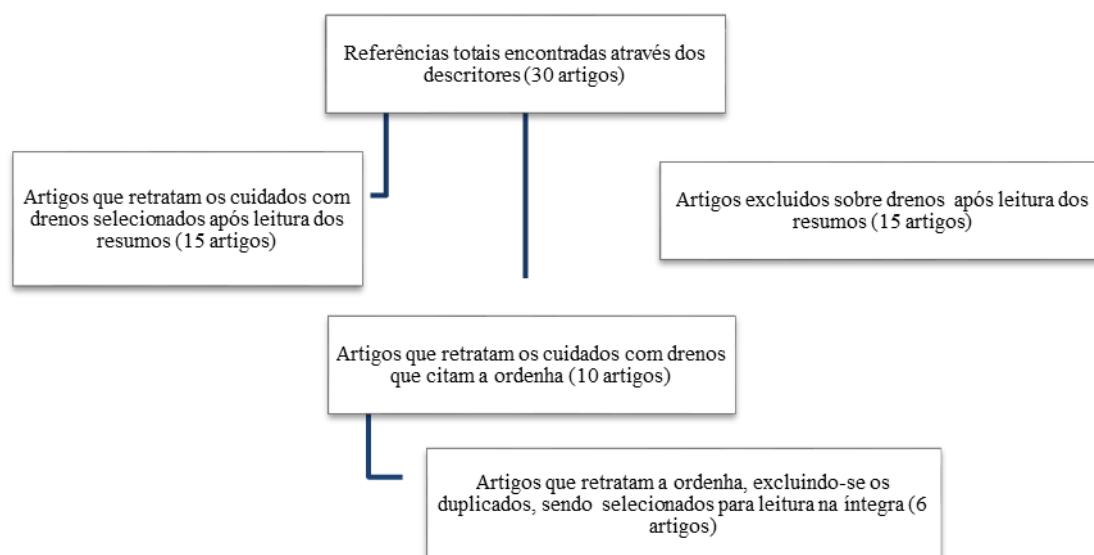 Referências totais encontradas através dos
descritores (30 artigos)
Artigos que retratam os cuidados com
drenos selecionados após leitura dos
resumos (15 artigos)
Artigos excluidos sobre drenos após leitura dos
resumos (15 artigos)
Artigos que retratam os cuidados com drenos
que citam a ordenha (10 artigos)
Artigos que retratam a ordenha, excluindo-se os
duplicados, sendo selecionados para leitura na íntegra (6
artigos)